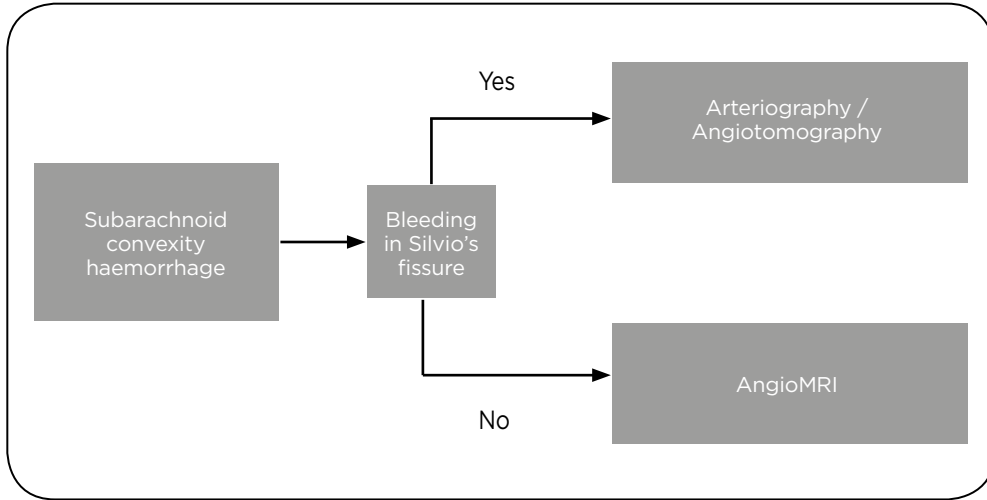 Subarachnoid
convexity
haemorrhage
Bleeding
in Silvio's
fissure
Yes
Arteriography /
Angiotomography
No
AngioMRI